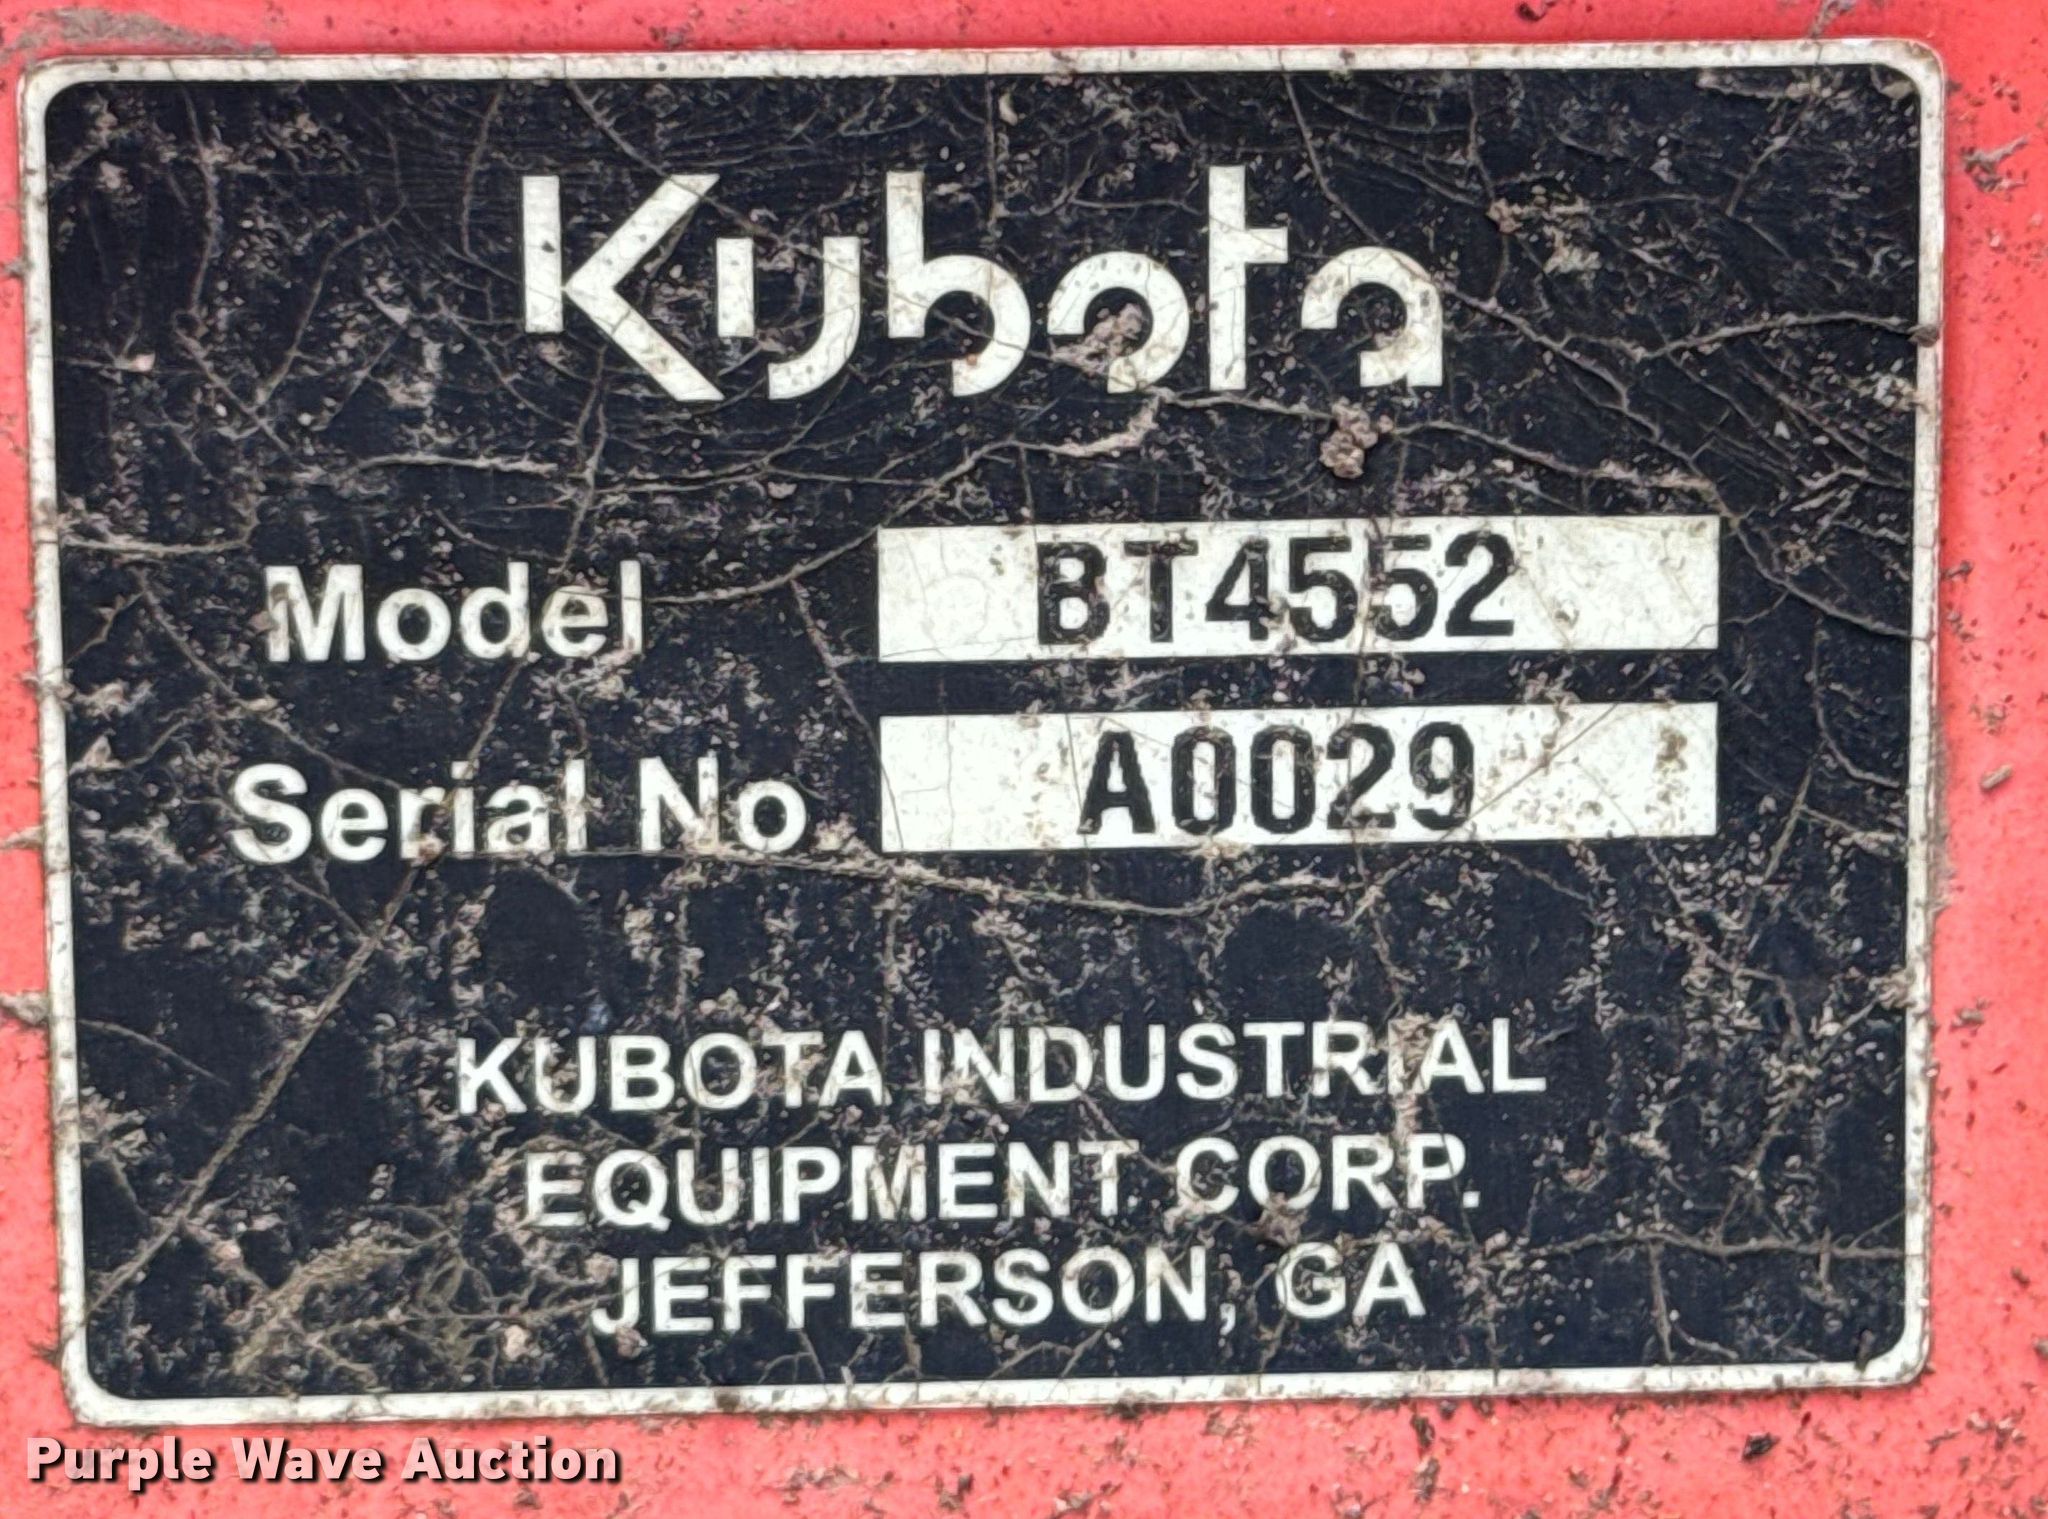 Kubota
Model BT4552
Serial No A0029
KUBOTA INDUSTRIAL
EQUIPMENT CORP.
JEFFERSON, GA
Purple Wave Auction